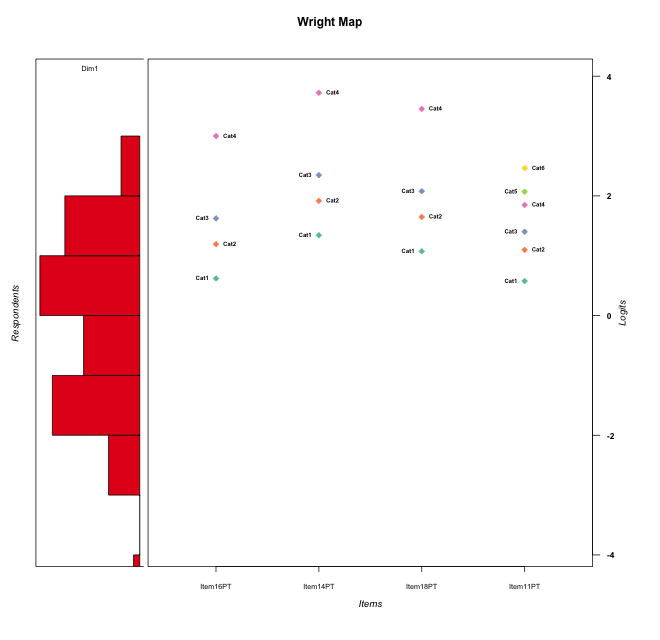 Wright Map
Dim1
4
Cat4
Cat4
Cat4
Cat4
Cat3
Cat6
2
Cat2
Cat3
Cat5
Cat4
Cat3
Cat2
Cat1
Cat3
Cat2
Cat1
Cat2
Cat1
Cat1
0
-2
-4
Respondents
Logits
Item16PT Item14PT Item18PT Item11PT
Items